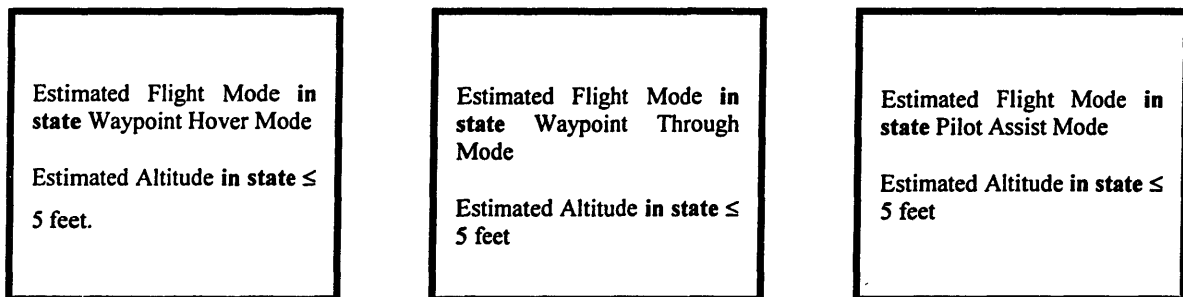 Estimated Flight Mode in
state Waypoint Hover Mode
Estimated Altitude in state ≤
5 feet.
Estimated Flight Mode in
state Waypoint Through
Mode
Estimated Altitude in state ≤
5 feet
Estimated Flight Mode in
state Pilot Assist Mode
Estimated Altitude in state ≤
5 feet